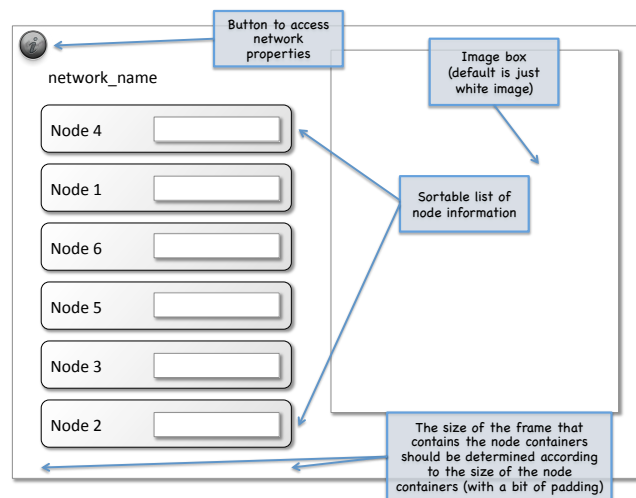 Button to access
network
properties
network_name
Image box
(default is just
white image)
Node 4
Node 1
Sortable list of
node information
Node 6
Node 5
Node 3
Node 2
The size of the frame that
contains the node containers
should be determined according
to the size of the node
containers (with a bit of padding)